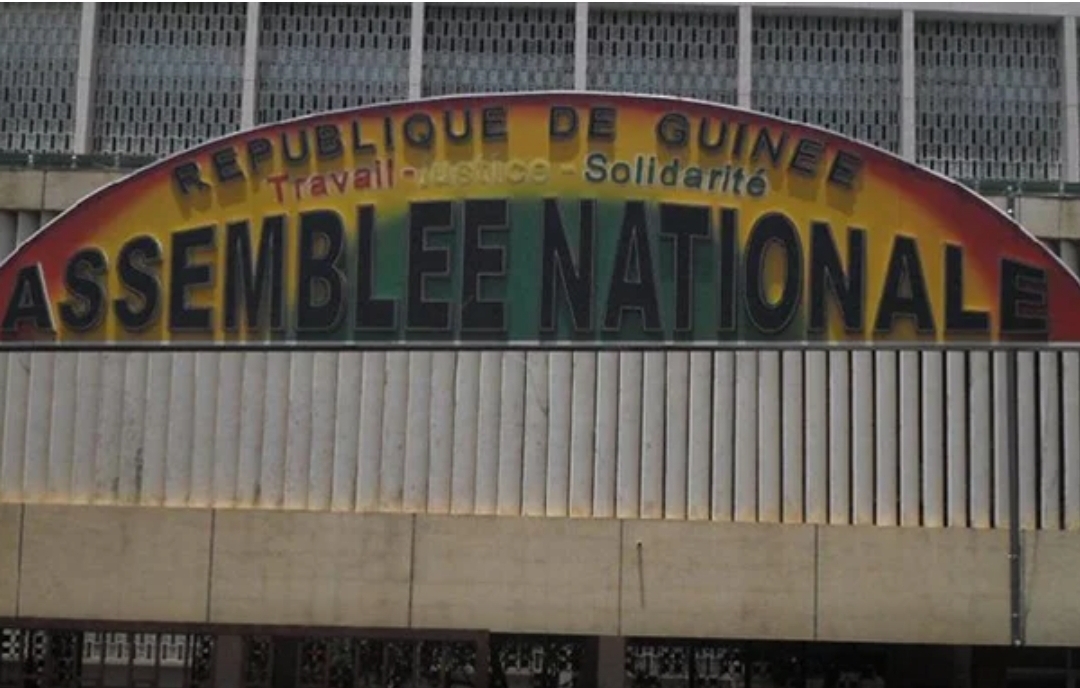 REPUBLIQUE DE GUINEE
Travail - Justice - Solidarité
ASSEMBLEE NATIONALE